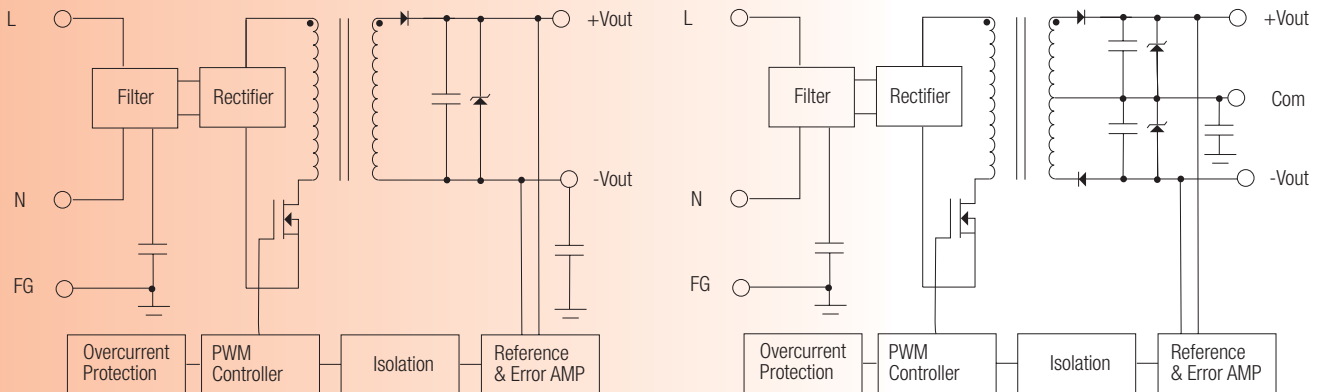 L
+Vout
Filter
Rectifier
-Vout
N
FG
Overcurrent
Protection
PWM
Controller
Isolation
Reference
& Error AMP
L
+Vout
Filter
Rectifier
Com
-Vout
N
FG
Overcurrent
Protection
PWM
Controller
Isolation
Reference
& Error AMP